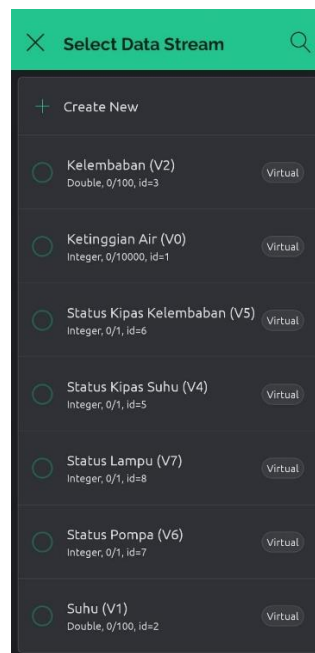 Select Data Stream
+ Create New
Kelembaban (V2)
Double, 0/100, id=3
Virtual
Ketinggian Air (V0)
Integer, 0/10000, id=1
Virtual
Status Kipas Kelembaban (V5)
Integer, 0/1, id=6
Virtual
Status Kipas Suhu (V4)
Integer, 0/1, id=5
Virtual
Status Lampu (V7)
Integer, 0/1, id=8
Virtual
Status Pompa (V6)
Integer, 0/1, id=7
Virtual
Suhu (V1)
Double, 0/100, id=2
Virtual